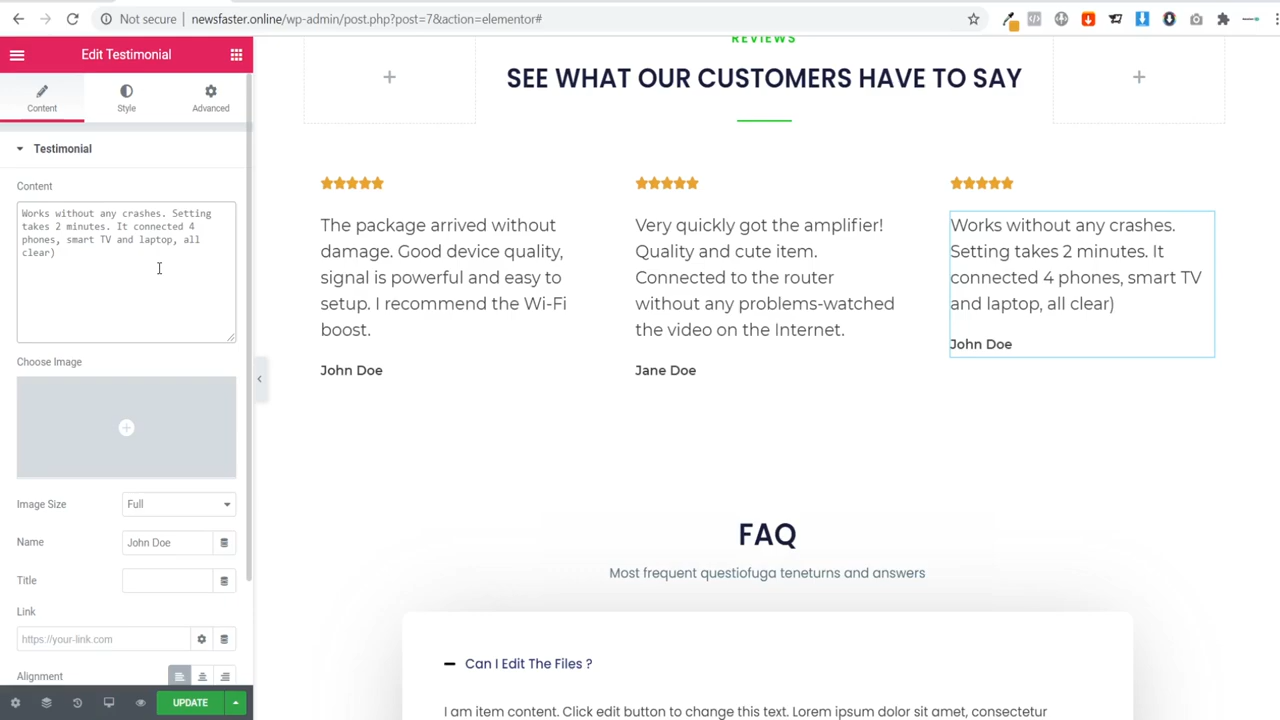 Not secure
newsfaster.online/wp-admin/post.php?post=7&action=elementor#
Edit Testimonial
Content
Style
Advanced
Testimonial
Content
Works without any crashes. Setting
takes 2 minutes. It connected 4
phones, smart TV and laptop, all
clear)
Choose Image
Image Size
Full
Name
John Doe
Title
Link
https://your-link.com
Alignment
UPDATE
REVIEWS
SEE WHAT OUR CUSTOMERS HAVE TO SAY
The package arrived without
damage. Good device quality,
signal is powerful and easy to
setup. I recommend the Wi-Fi
boost.
John Doe
Very quickly got the amplifier!
Quality and cute item.
Connected to the router
without any problems-watched
the video on the Internet.
Jane Doe
Works without any crashes.
Setting takes 2 minutes. It
connected 4 phones, smart TV
and laptop, all clear)
John Doe
FAQ
Most frequent questiofuga teneturns and answers
Can I Edit The Files ?
I am item content. Click edit button to change this text. Lorem ipsum dolor sit amet, consectetur